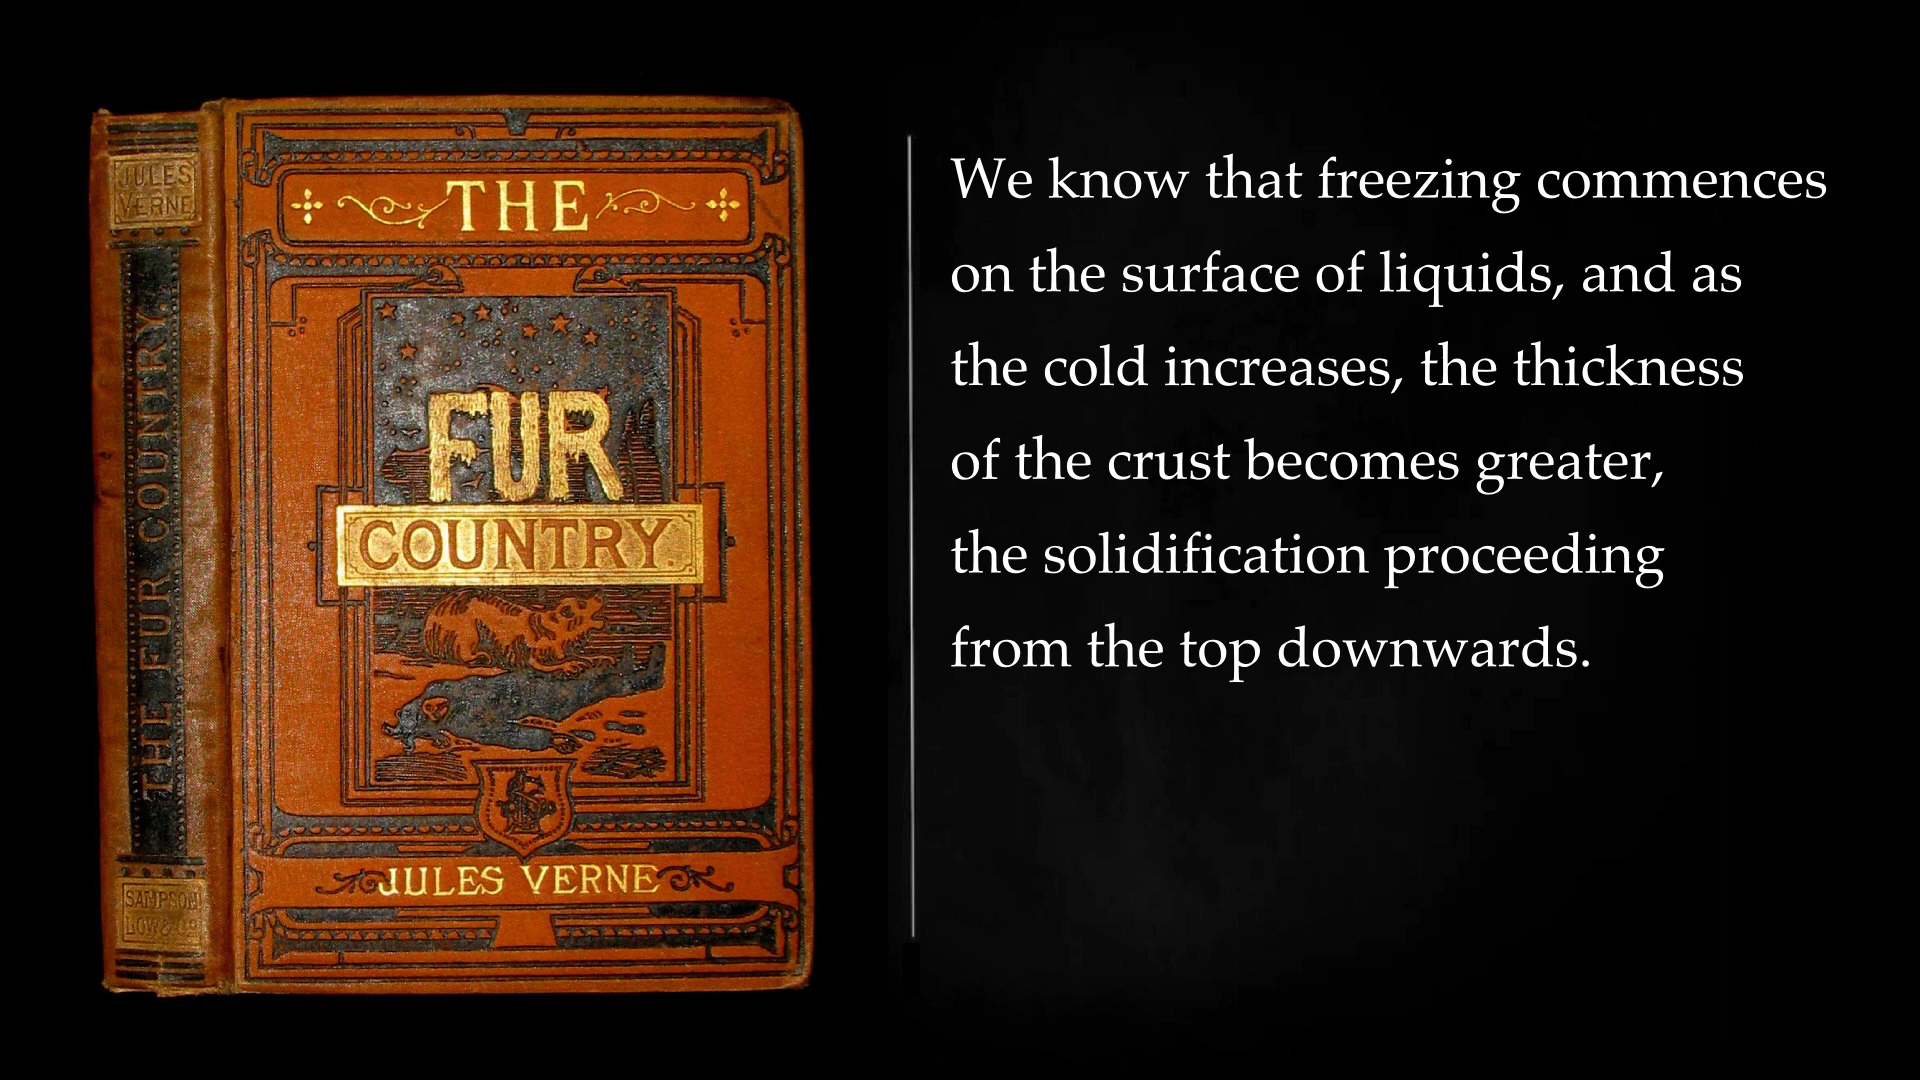 JULES
VERNE
THE FUR COUNTRY.
SAMPSON
LOW & Co
THE
FUR
COUNTRY.
JULES VERNE
We know that freezing commences
on the surface of liquids, and as
the cold increases, the thickness
of the crust becomes greater,
the solidification proceeding
from the top downwards.